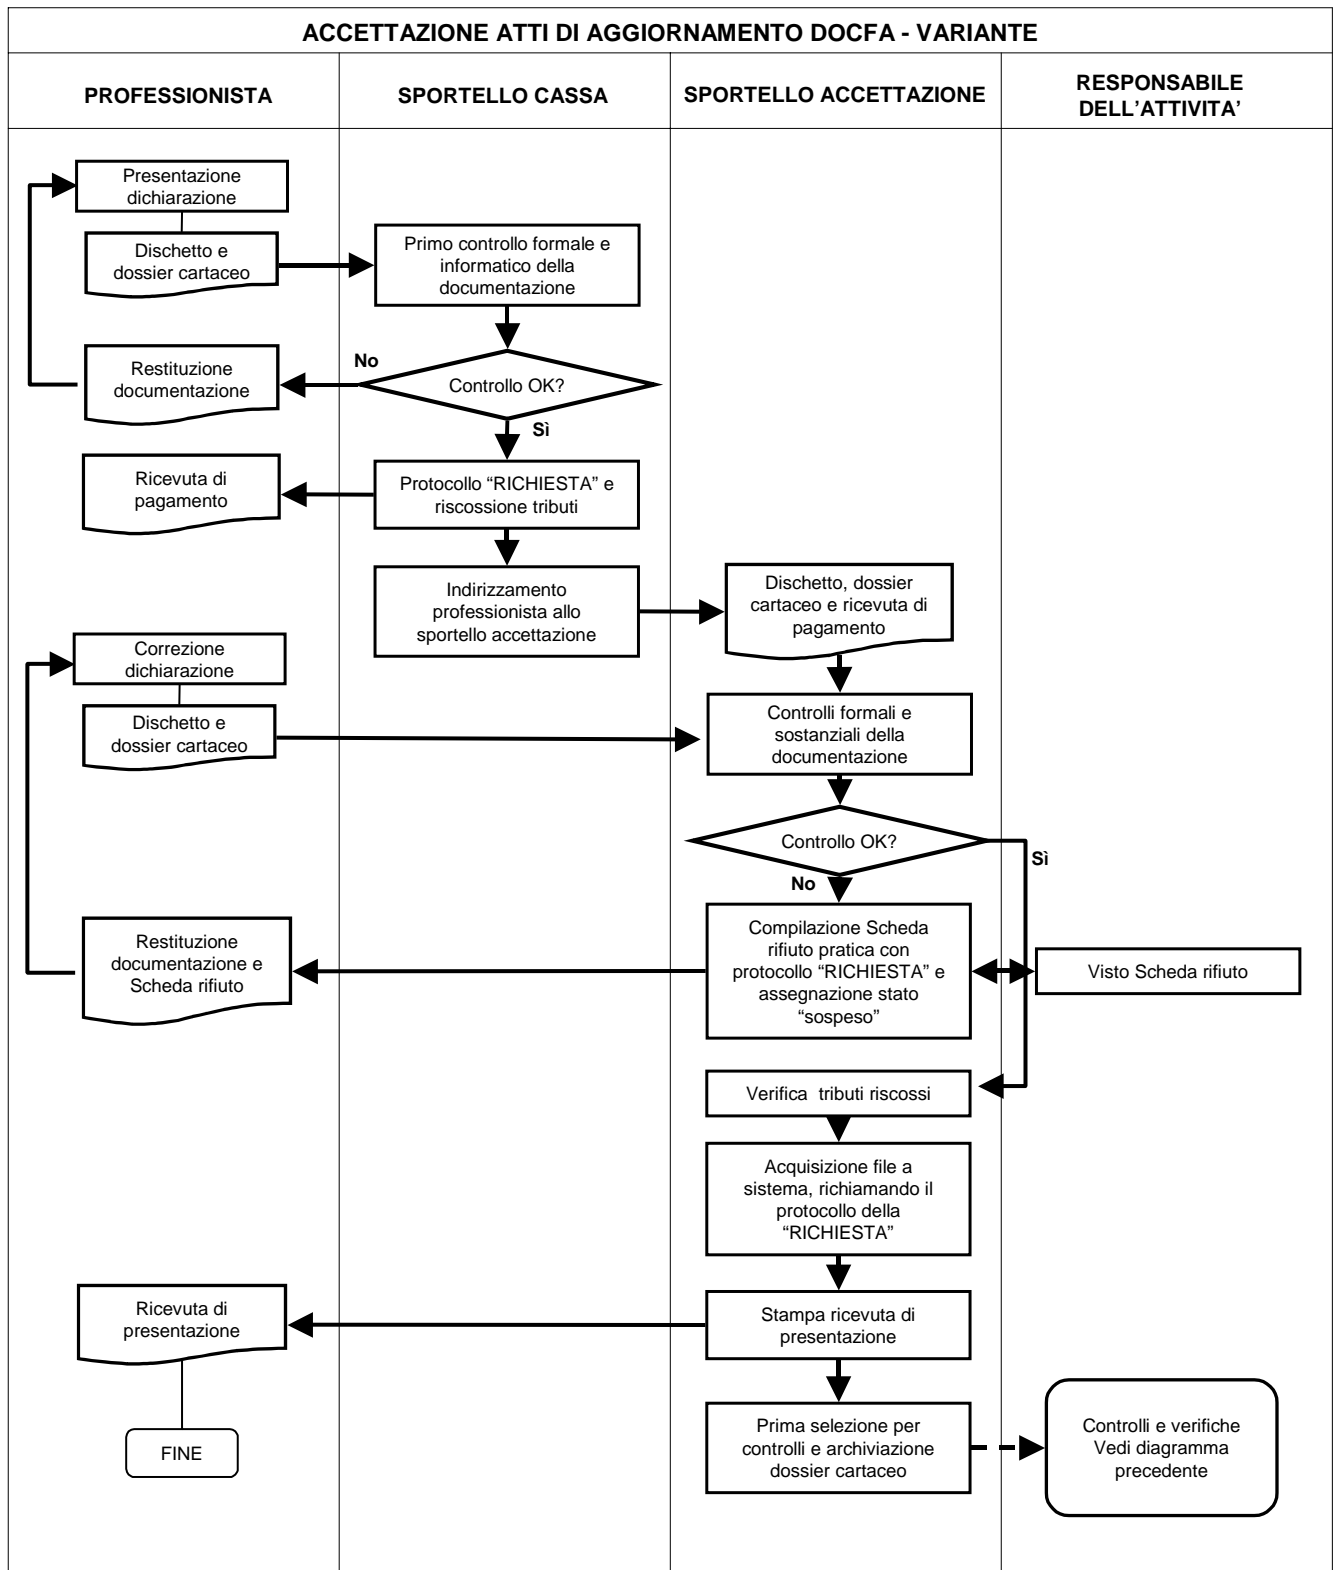 ACCETTAZIONE ATTI DI AGGIORNAMENTO DOCFA - VARIANTE
PROFESSIONISTA
SPORTELLO CASSA
SPORTELLO ACCETTAZIONE
RESPONSABILE
DELL’ATTIVITA’
Presentazione
dichiarazione
Dischetto e
dossier cartaceo
Primo controllo formale e
informatico della
documentazione
No
Restituzione
documentazione
Controllo OK?
Sì
Ricevuta di
pagamento
Protocollo “RICHIESTA” e
riscossione tributi
Indirizzamento
professionista allo
sportello accettazione
Dischetto, dossier
cartaceo e ricevuta di
pagamento
Correzione
dichiarazione
Dischetto e
dossier cartaceo
Controlli formali e
sostanziali della
documentazione
Controllo OK?
Sì
No
Restituzione
documentazione e
Scheda rifiuto
Compilazione Scheda
rifiuto pratica con
protocollo “RICHIESTA” e
assegnazione stato
“sospeso”
Visto Scheda rifiuto
Verifica  tributi riscossi
Acquisizione file a
sistema, richiamando il
protocollo della
“RICHIESTA”
Ricevuta di
presentazione
Stampa ricevuta di
presentazione
FINE
Prima selezione per
controlli e archiviazione
dossier cartaceo
Controlli e verifiche
Vedi diagramma
precedente